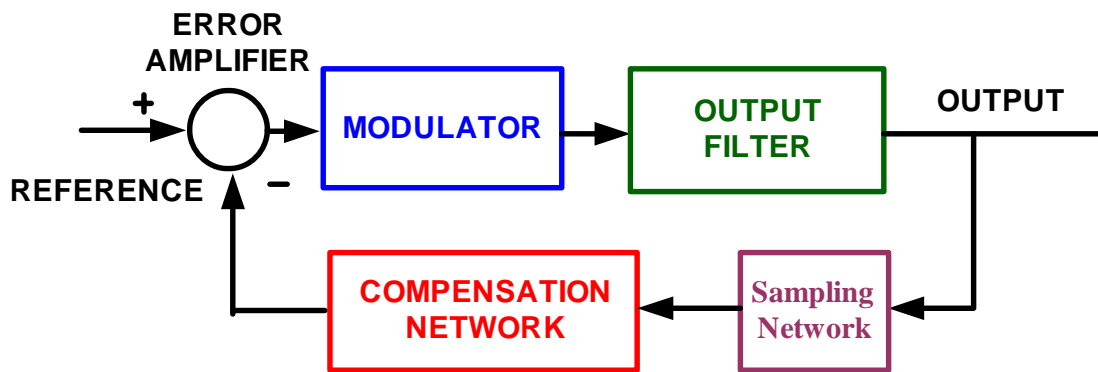 ERROR
AMPLIFIER
+
MODULATOR
OUTPUT
FILTER
OUTPUT
REFERENCE
−
COMPENSATION
NETWORK
Sampling
Network